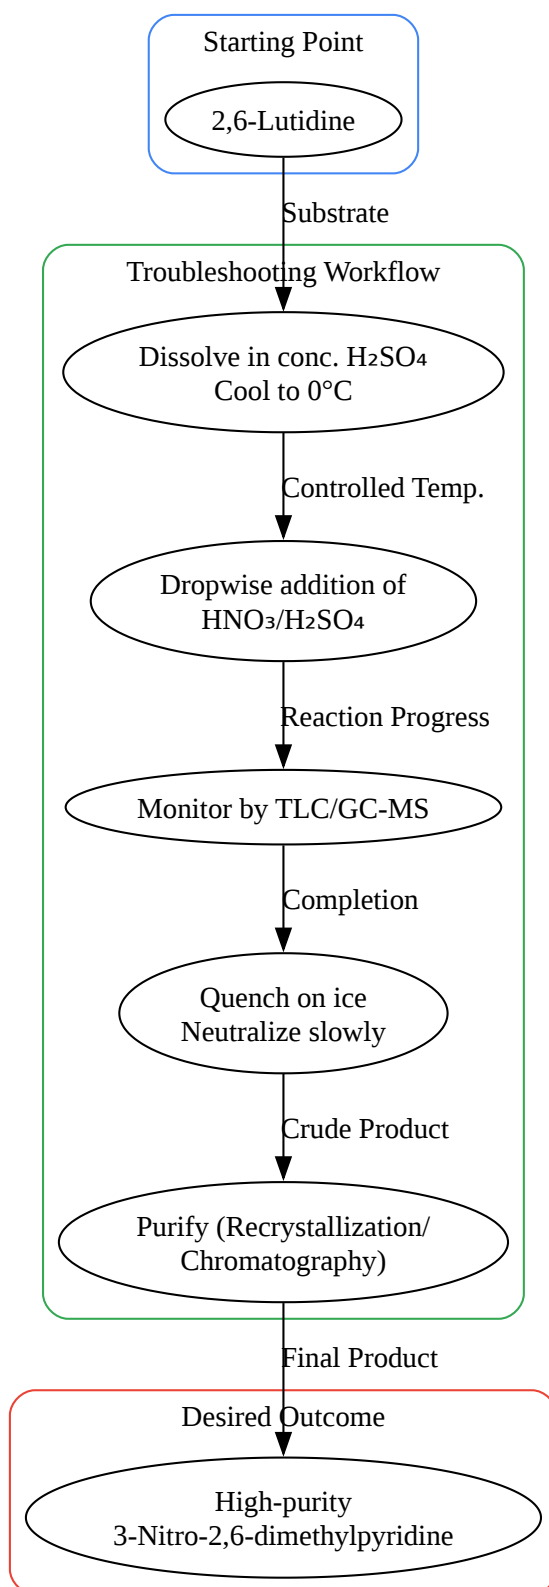 Starting Point
2,6-Lutidine
Substrate
Troubleshooting Workflow
Dissolve in conc. H₂SO₄
Cool to 0°C
Controlled Temp.
Dropwise addition of
HNO₃/H₂SO₄
Reaction Progress
Monitor by TLC/GC-MS
Completion
Quench on ice
Neutralize slowly
Crude Product
Purify (Recrystallization/
Chromatography)
Final Product
Desired Outcome
High-purity
3-Nitro-2,6-dimethylpyridine